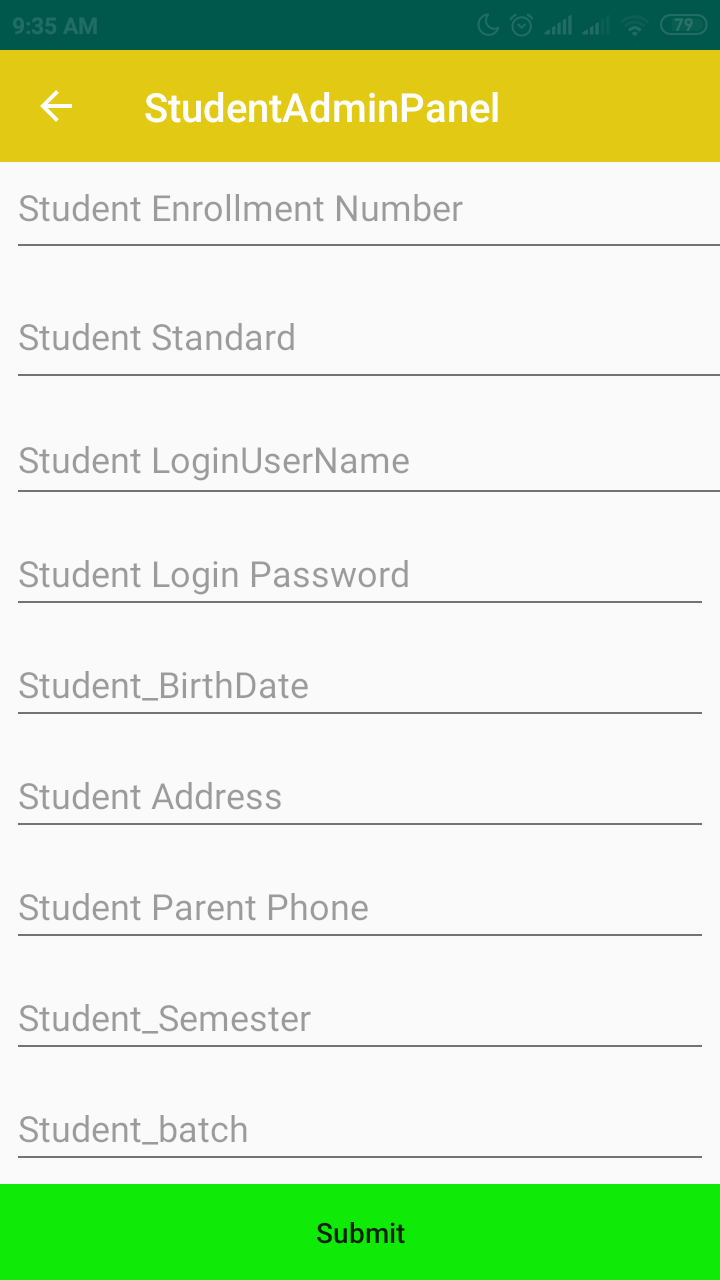 9:35 AM 79
StudentAdminPanel
Student Enrollment Number
Student Standard
Student LoginUserName
Student Login Password
Student_BirthDate
Student Address
Student Parent Phone
Student_Semester
Student_batch
Submit